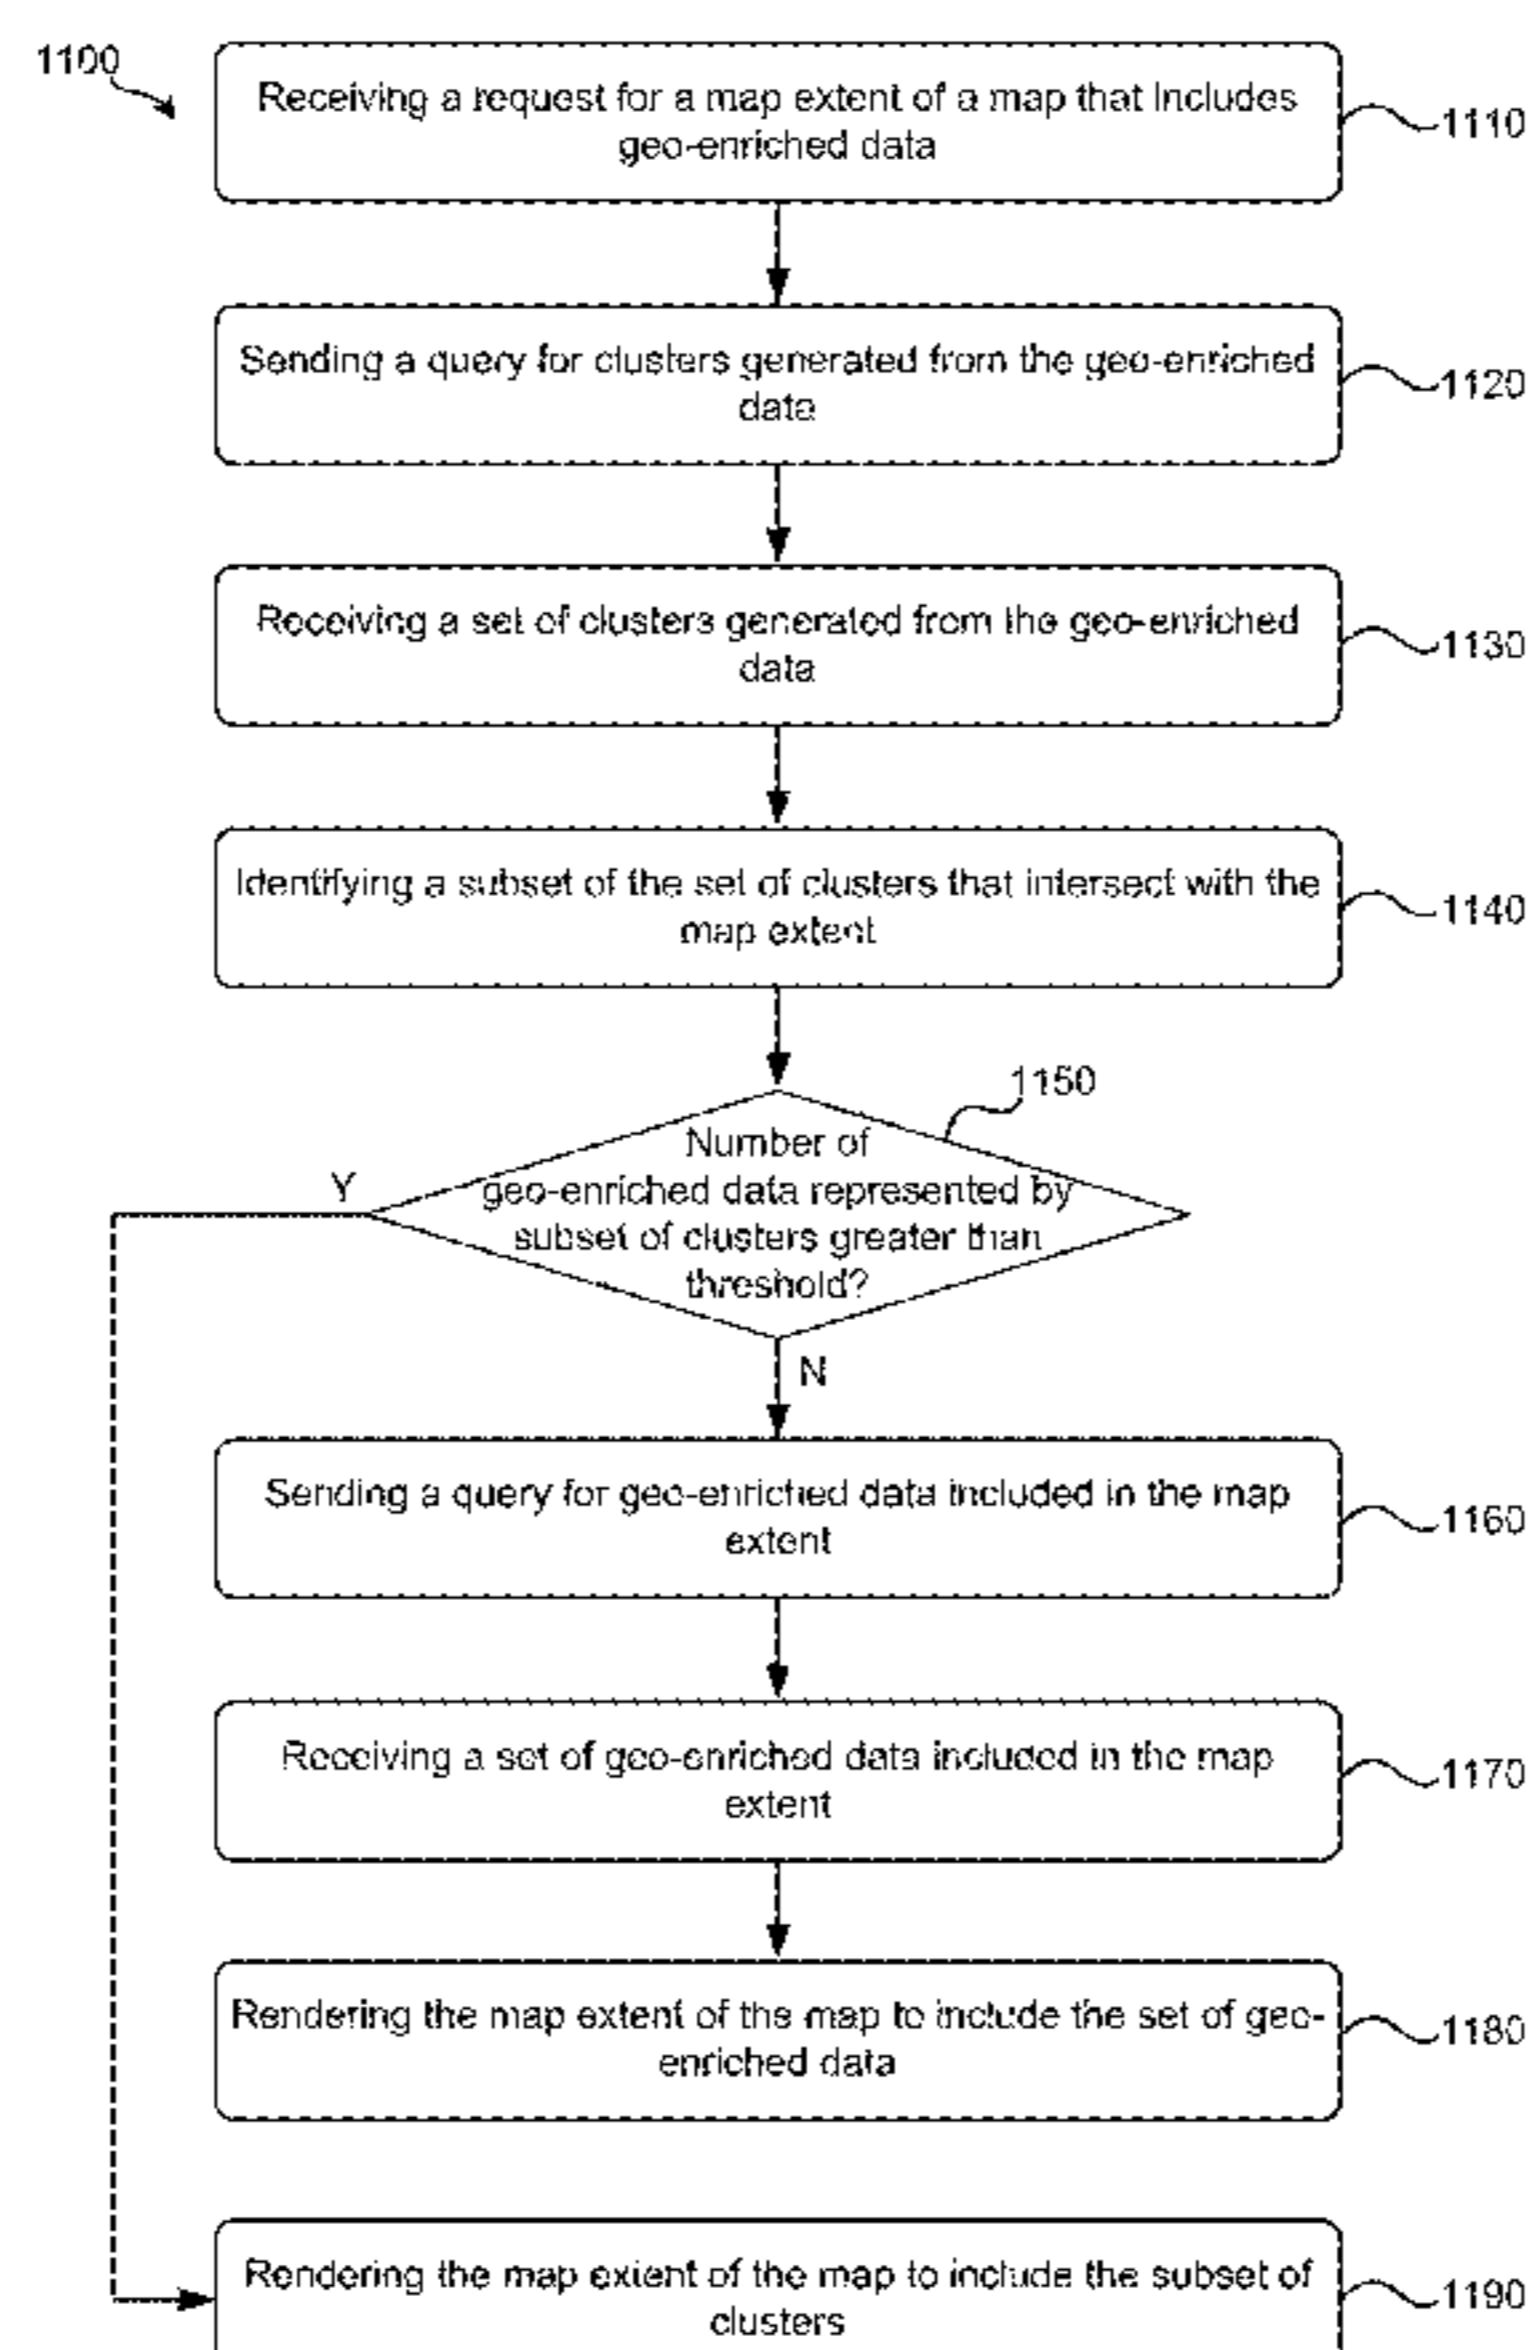 1100
Receiving a request for a map extent of a map that includes
geo-enriched data
1110
Sending a query for clusters generated from the geo-enriched
data
1120
Receiving a set of clusters generated from the geo-enriched
data
1130
Identifying a subset of the set of clusters that intersect with the
map extent
1140
1150
Number of
geo-enriched data represented by
subset of clusters greater than
threshold?
Y
N
Sending a query for geo-enriched data included in the map
extent
1160
Receiving a set of geo-enriched data included in the map
extent
1170
Rendering the map extent of the map to include the set of geo-
enriched data
1180
Rendering the map extent of the map to include the subset of
clusters
1190